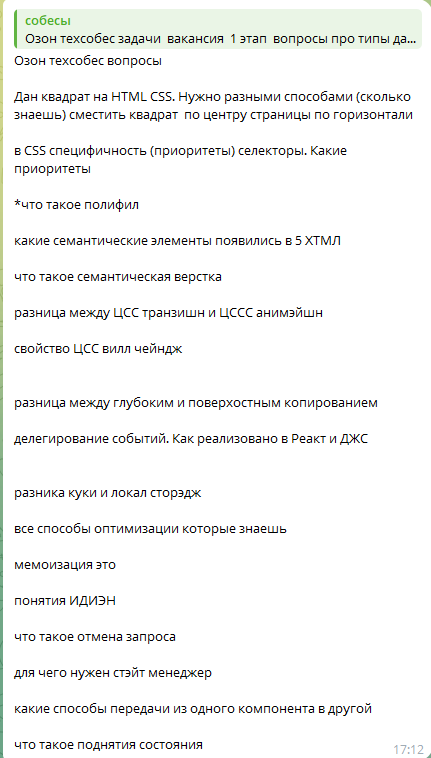 собесы
Озон техсобес задачи вакансия 1 этап вопросы про типы да...
Озон техсобес вопросы
Дан квадрат на HTML CSS. Нужно разными способами (сколько
знаешь) сместить квадрат по центру страницы по горизонтали
в CSS специфичность (приоритеты) селекторы. Какие
приоритеты
*что такое полифил
какие семантические элементы появились в 5 ХТМЛ
что такое семантическая верстка
разница между ЦСС транзишн и ЦССС анимэйшн
свойство ЦСС вилл чейндж
разница между глубоким и поверхостным копированием
делегирование событий. Как реализовано в Реакт и ДЖС
разника куки и локал сторэдж
все способы оптимизации которые знаешь
мемоизация это
понятия ИДИЭН
что такое отмена запроса
для чего нужен стэйт менеджер
какие способы передачи из одного компонента в другой
что такое поднятия состояния
17:12